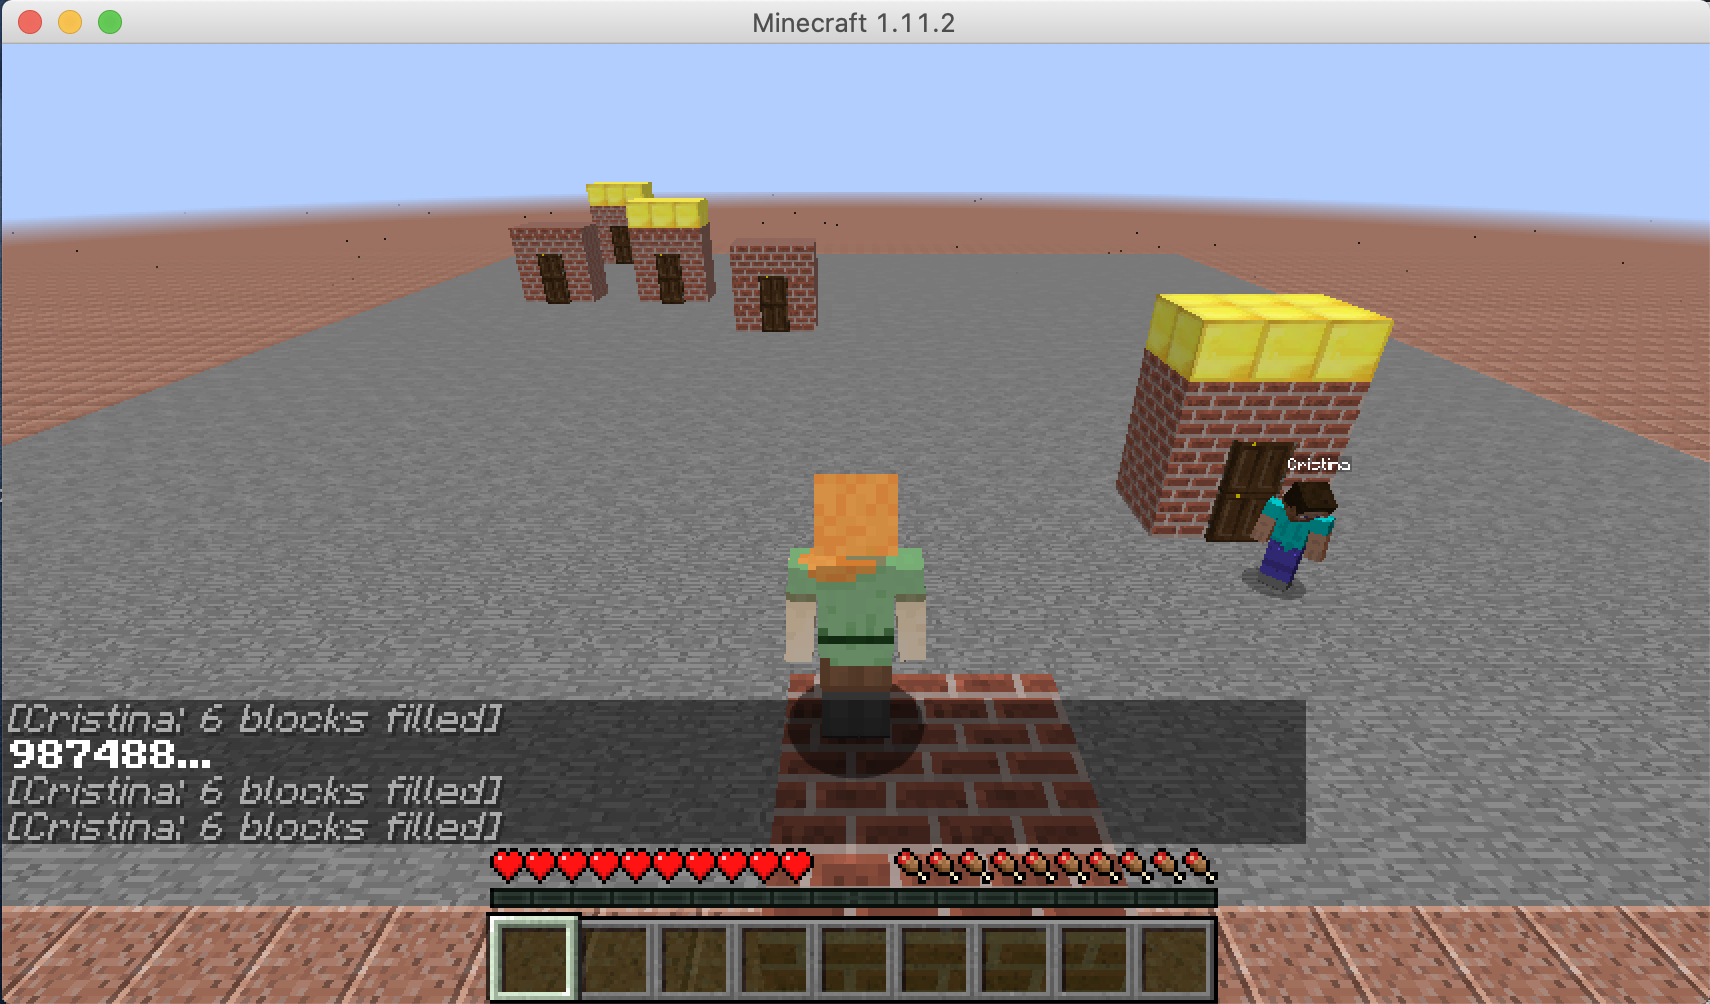 Minecraft 1.11.2
Cristina
[Cristina: 6 blocks filled]
987488...
[Cristina: 6 blocks filled]
[Cristina: 6 blocks filled]